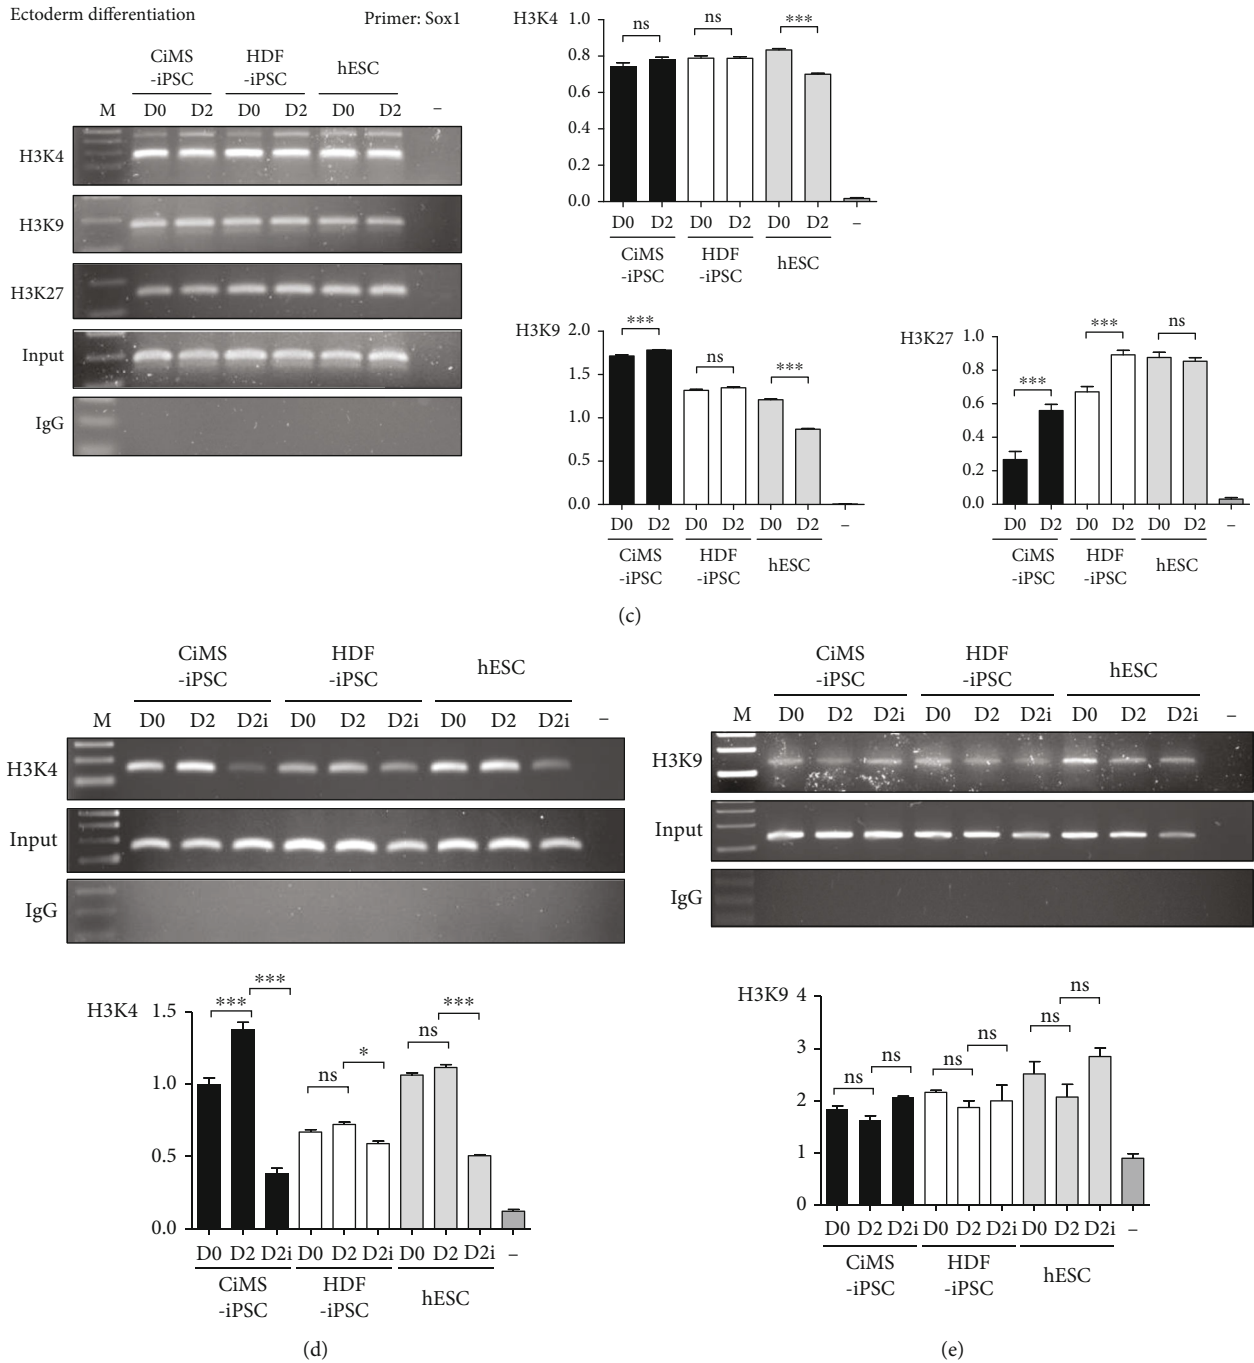 Ectoderm differentiation
Primer: Sox1
CiMS
-iPSC
HDF
-iPSC
hESC
M D0 D2 D0 D2 D0 D2 –
H3K4
H3K9
H3K27
Input
IgG
H3K4
1.0
0.8
0.6
0.4
0.2
0.0
ns ns ***
D0 D2 D0 D2 D0 D2 –
CiMS
-iPSC
HDF
-iPSC
hESC
H3K9
2.0
1.5
1.0
0.5
0.0
*** ns ***
D0 D2 D0 D2 D0 D2 –
CiMS
-iPSC
HDF
-iPSC
hESC
H3K27
1.0
0.8
0.6
0.4
0.2
0.0
*** *** ns
D0 D2 D0 D2 D0 D2 –
CiMS
-iPSC
HDF
-iPSC
hESC
(c)
CiMS
-iPSC
HDF
-iPSC
hESC
M D0 D2 D2i D0 D2 D2i D0 D2 D2i –
H3K4
Input
IgG
H3K4
1.5
1.0
0.5
0.0
*** *** ns * ns ***
D0 D2 D2i D0 D2 D2i D0 D2 D2i –
CiMS
-iPSC
HDF
-iPSC
hESC
(d)
CiMS
-iPSC
HDF
-iPSC
hESC
M D0 D2 D2i D0 D2 D2i D0 D2 D2i –
H3K9
Input
IgG
H3K9
4
3
2
1
0
ns ns ns ns ns ns
D0 D2 D2i D0 D2 D2i D0 D2 D2i –
CiMS
-iPSC
HDF
-iPSC
hESC
(e)